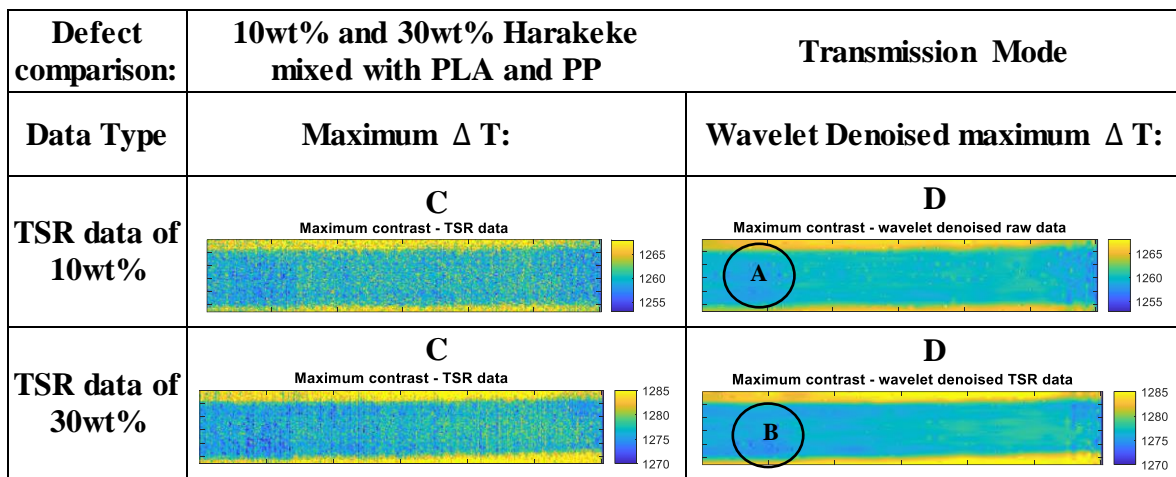 Defect comparison:
10wt% and 30wt% Harakeke mixed with PLA and PP
Transmission Mode
Data Type
Maximum Δ T:
Wavelet Denoised maximum Δ T:
TSR data of 10wt%
C
Maximum contrast - TSR data
1265
1260
1255
D
Maximum contrast - wavelet denoised raw data
A
1265
1260
1255
TSR data of 30wt%
C
Maximum contrast - TSR data
1285
1280
1275
1270
D
Maximum contrast - wavelet denoised TSR data
B
1285
1280
1275
1270